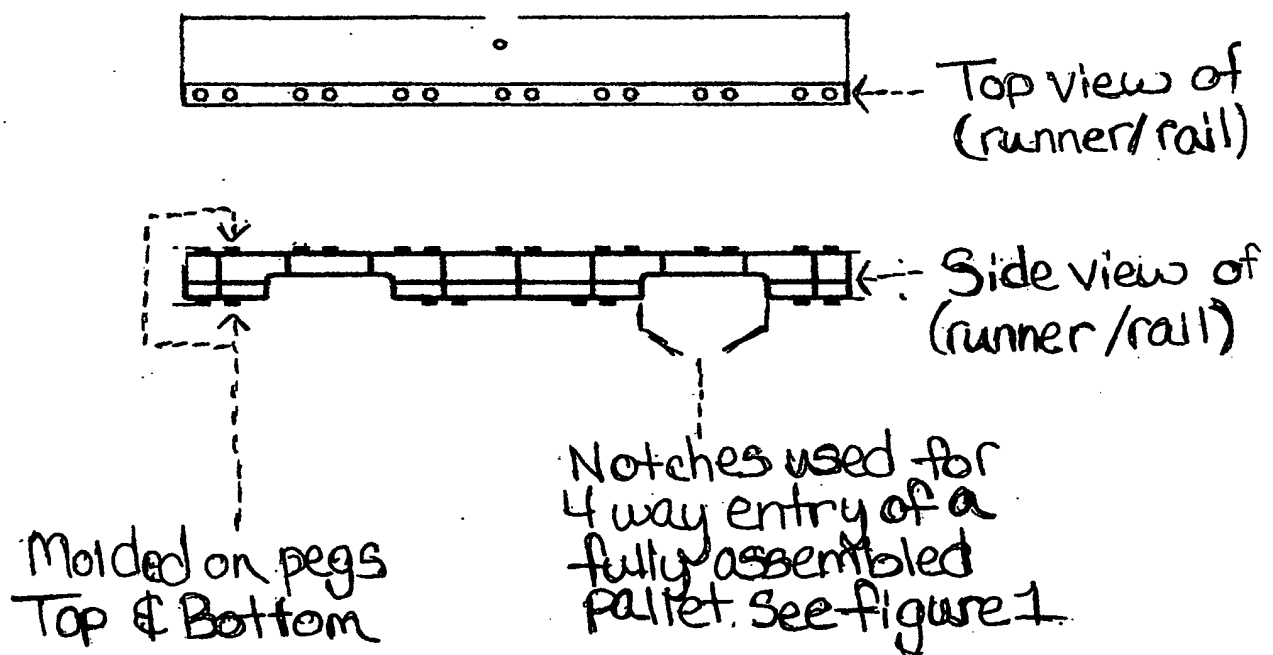 Top view of
(runner/rail)
Side view of
(runner/rail)
Notches used for
4 way entry of a
fully assembled
pallet. See figure 1
Molded on pegs
Top & Bottom